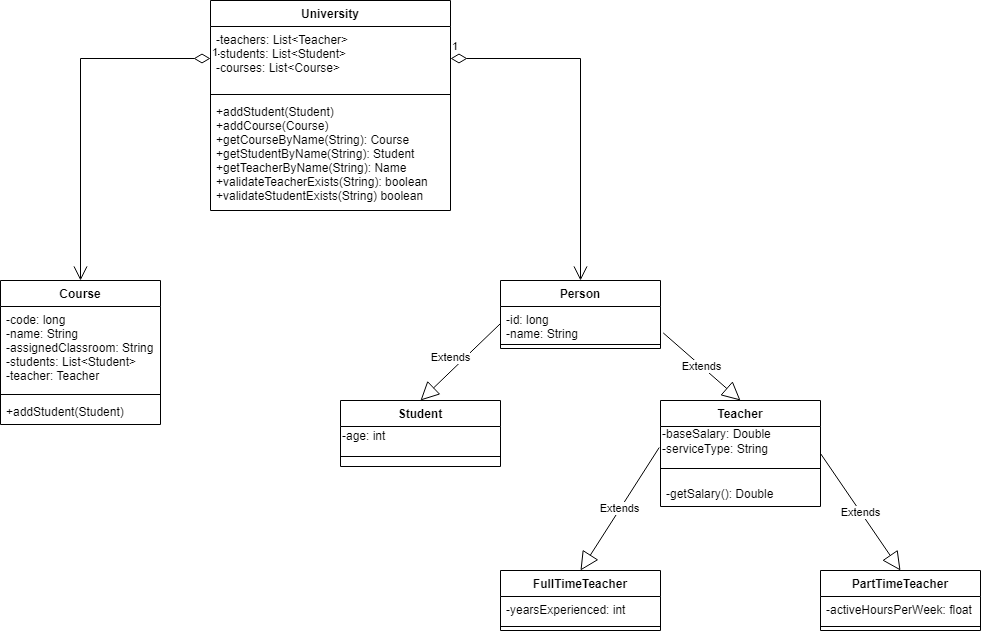 University
-teachers: List<Teacher>
-students: List<Student>
-courses: List<Course>
1
1
+addStudent(Student)
+addCourse(Course)
+getCourseByName(String): Course
+getStudentByName(String): Student
+getTeacherByName(String): Name
+validateTeacherExists(String): boolean
+validateStudentExists(String) boolean
Course
-code: long
-name: String
-assignedClassroom: String
-students: List<Student>
-teacher: Teacher
+addStudent(Student)
Person
-id: long
-name: String
Extends
Extends
Student
-age: int
Teacher
-baseSalary: Double
-serviceType: String
-getSalary(): Double
Extends
Extends
FullTimeTeacher
-yearsExperienced: int
PartTimeTeacher
-activeHoursPerWeek: float